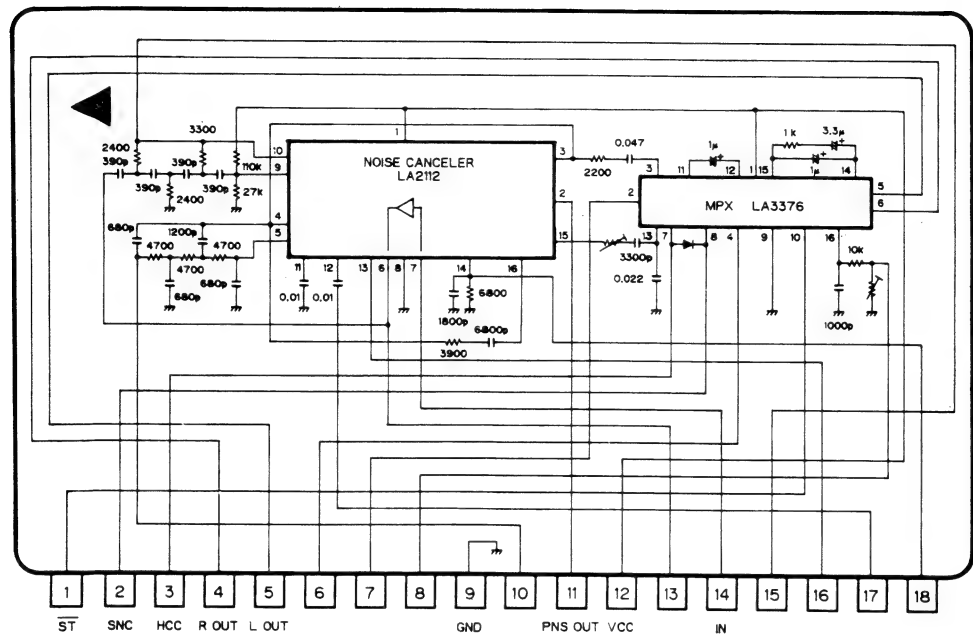 3300
2400
390p
390p
110k
390p
390p
2400
27k
10
9
4
5
1
NOISE CANCELER
LA2112
3
2
15
11
12
13
6
8
7
14
16
680p
1200p
4700
4700
4700
680p
680p
0.01
0.01
1800p
6800
6800p
3900
0.047
2200
3
2
13
3300p
0.022
1μ
11
12
1
15
1k
3.3μ
1μ
14
5
6
MPX LA3376
7
8
4
9
10
16
10k
1000p
1 2 3 4 5 6 7 8 9 10 11 12 13 14 15 16 17 18
ST SNC HCC R OUT L OUT GND PNS OUT VCC IN